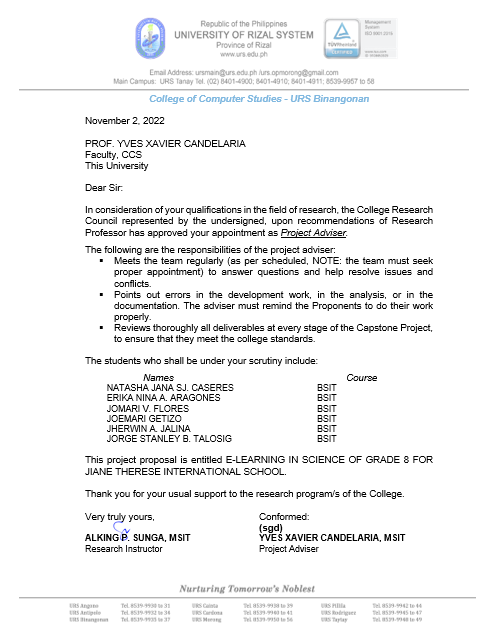 Republic of the Philippines
UNIVERSITY OF RIZAL SYSTEM
Province of Rizal
www.urs.edu.ph
Management
System
ISO 9001:2015
TÜVRheinland
CERTIFIED
Email Address: ursmain@urs.edu.ph /urs.opmorong@gmail.com
Main Campus: URS Tanay Tel. (02) 8401-4900; 8401-4910; 8401-4911; 8539-9957 to 58
College of Computer Studies - URS Binangonan
November 2, 2022
PROF. YVES XAVIER CANDELARIA
Faculty, CCS
This University
Dear Sir:
In consideration of your qualifications in the field of research, the College Research
Council represented by the undersigned, upon recommendations of Research
Professor has approved your appointment as Project Adviser.
The following are the responsibilities of the project adviser:
▪ Meets the team regularly (as per scheduled, NOTE: the team must seek
proper appointment) to answer questions and help resolve issues and
conflicts.
▪ Points out errors in the development work, in the analysis, or in the
documentation. The adviser must remind the Proponents to do their work
properly.
▪ Reviews thoroughly all deliverables at every stage of the Capstone Project,
to ensure that they meet the college standards.
The students who shall be under your scrutiny include:
Names Course
NATASHA JANA SJ. CASERES BSIT
ERIKA NINA A. ARAGONES BSIT
JOMARI V. FLORES BSIT
JOEMARI GETIZO BSIT
JHERWIN A. JALINA BSIT
JORGE STANLEY B. TALOSIG BSIT
This project proposal is entitled E-LEARNING IN SCIENCE OF GRADE 8 FOR
JIANE THERESE INTERNATIONAL SCHOOL.
Thank you for your usual support to the research program/s of the College.
Very truly yours, Conformed:
(sgd)
ALKING P. SUNGA, MSIT YVES XAVIER CANDELARIA, MSIT
Research Instructor Project Adviser
Nurturing Tomorrow's Noblest
URS Angono Tel. 8539-9930 to 31 URS Cainta Tel. 8539-9938 to 39 URS Pililla Tel. 8539-9942 to 44
URS Antipolo Tel. 8539-9932 to 34 URS Cardona Tel. 8539-9940 to 41 URS Rodriguez Tel. 8539-9945 to 47
URS Binangonan Tel. 8539-9935 to 37 URS Morong Tel. 8539-9950 to 56 URS Taytay Tel. 8539-9948 to 49